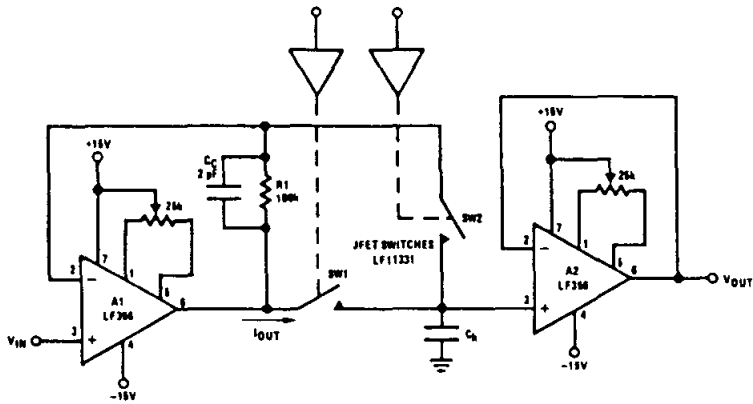 +15V
25k
2
7
1
5
A1
LF356
6
3
4
VIN
-15V
CC
2 pF
R1
100k
SW1
IOUT
SW2
JFET SWITCHES
LF11331
Ch
+15V
25k
2
7
1
5
A2
LF356
6
3
4
VOUT
-15V